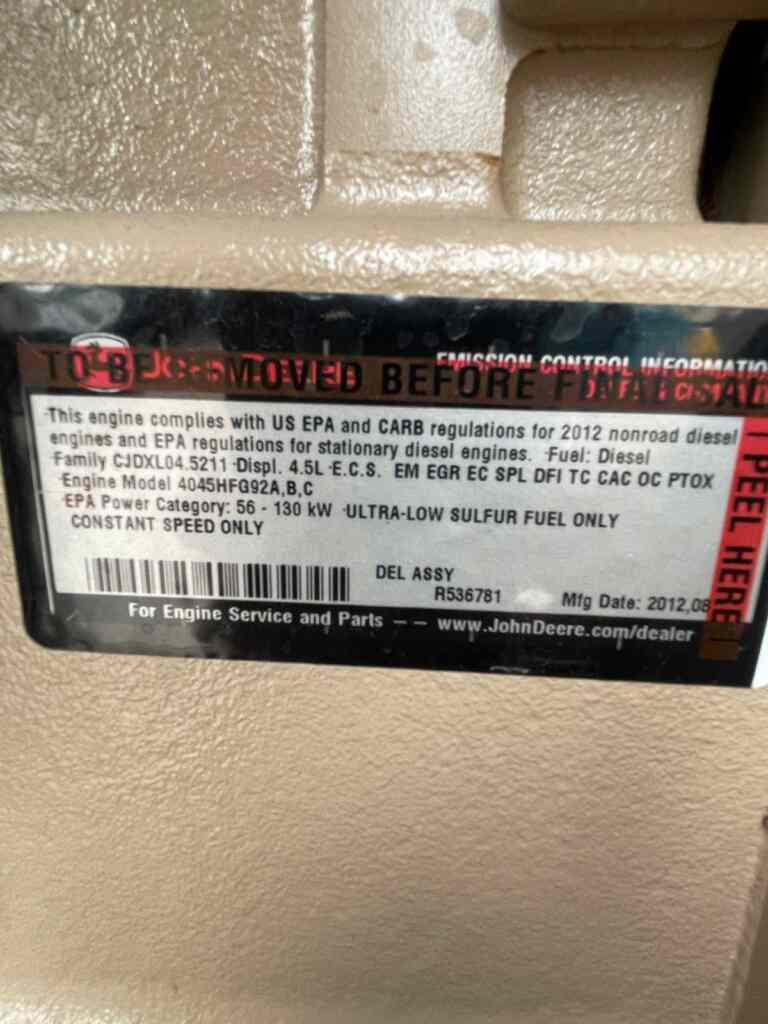 TO BE REMOVED BEFORE FINAL SAL
JOHN DEERE
EMISSION CONTROL INFORMATIO
This engine complies with US EPA and CARB regulations for 2012 nonroad diesel
engines and EPA regulations for stationary diesel engines. Fuel: Diesel
Family CJDXL04.5211 Displ. 4.5L E.C.S. EM EGR EC SPL DFI TC CAC OC PTOX
Engine Model 4045HFG92A,B,C
EPA Power Category: 56 - 130 kW ULTRA-LOW SULFUR FUEL ONLY
CONSTANT SPEED ONLY
DEL ASSY
R536781
Mfg Date: 2012,08
For Engine Service and Parts -- www.JohnDeere.com/dealer
PEEL HERE